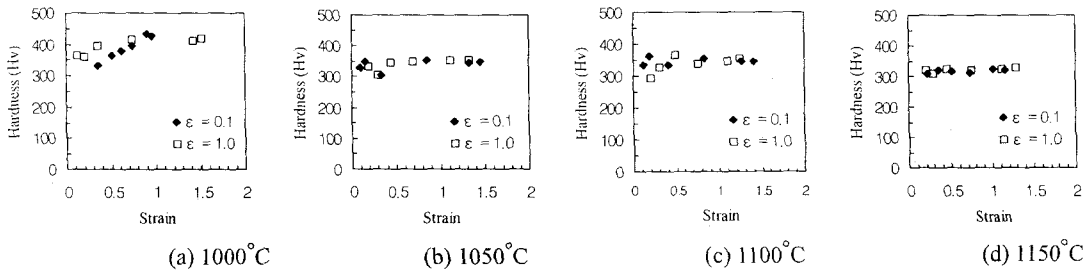 500
400
300
200
100
0
Hardness (Hv)
◆ ε = 0.1
□ ε = 1.0
0 0.5 1 1.5 2
Strain
(a) 1000°C
500
400
300
200
100
0
Hardness (Hv)
◆ ε = 0.1
□ ε = 1.0
0 0.5 1 1.5 2
Strain
(b) 1050°C
500
400
300
200
100
0
Hardness (Hv)
◆ ε = 0.1
□ ε = 1.0
0 0.5 1 1.5 2
Strain
(c) 1100°C
500
400
300
200
100
0
Hardness (Hv)
◆ ε = 0.1
□ ε = 1.0
0 0.5 1 1.5 2
Strain
(d) 1150°C